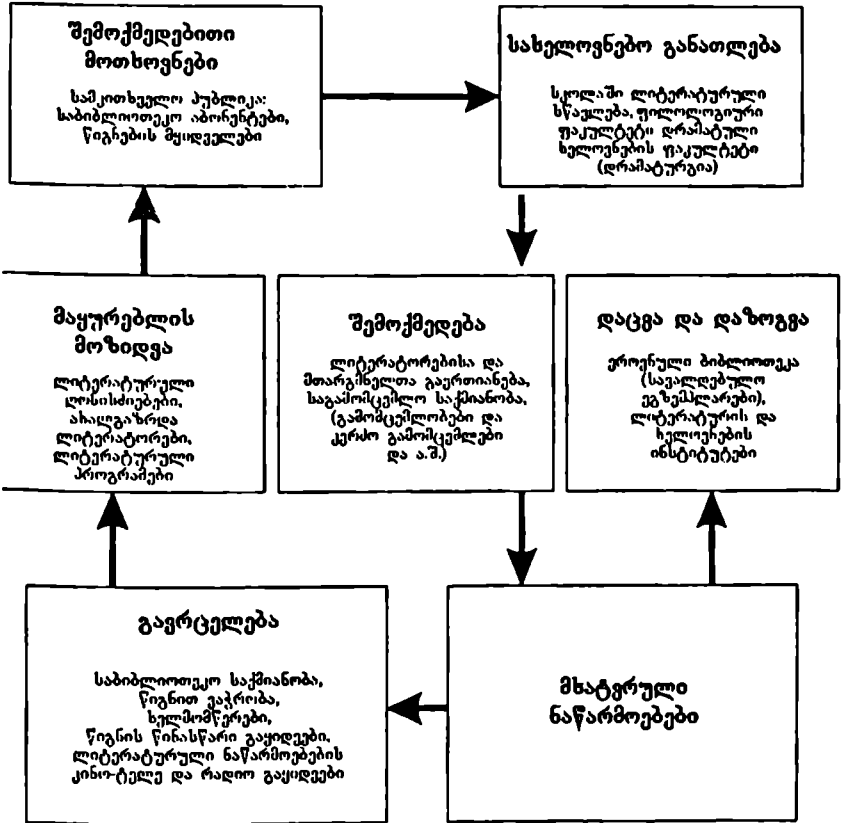 შემოქმედებითი
მოთხოვნები
სამკითხველო პუბლიკა:
საბიბლიოთეკო აბონენტები,
წიგნების მყიდველები
სახელოვნებო განათლება
სკოლაში ლიტერატურული
სწავლება, ფილოლოგიური
ფაკულტეტი დრამატული
ხელოვნების ფაკულტეტი
(დრამატურგია)
მაყურებლის
მოზიდვა
ლიტერატურული
ღონისძიებები,
ახალგაზრდა
ლიტერატორები,
ლიტერატურული
პროგრამები
შემოქმედება
ლიტერატორებისა და
მთარგმნელთა გაერთიანება,
საგამომცემლო საქმიანობა,
(გამომცემლობები და
კერძო გამომცემლები
და ა.შ.)
დაცვა და დაზოგვა
ეროვნული ბიბლიოთეკა
(სავალდებულო
ეგზემპლარები),
ლიტერატურის და
ხელოვნების
ინსტიტუტები
გავრცელება
საბიბლიოთეკო საქმიანობა,
წიგნით ვაჭრობა,
ხელმომწერები,
წიგნის წინასწარი გაყიდვები,
ლიტერატურული ნაწარმოებების
კინო-ტელე და რადიო გაყიდვები
მხატვრული
ნაწარმოებები